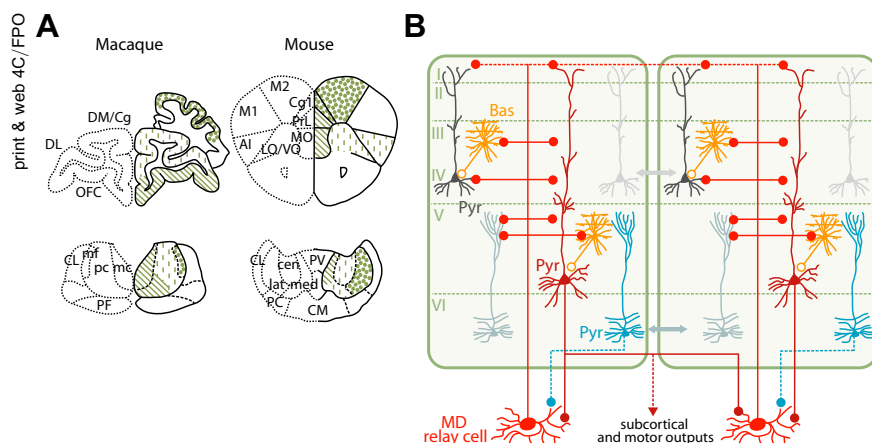 print & web 4C/FPO
A
Macaque
Mouse
DM/Cg
DL
OFC
M2
M1
Cg1
PrL
MO
AI
LO/VO
CL
mf
pc
mc
PF
CL
cen
PV
lat
med
PC
CM
B
I
II
III
IV
V
VI
Bas
Pyr
Pyr
Pyr
MD
relay cell
subcortical
and motor outputs